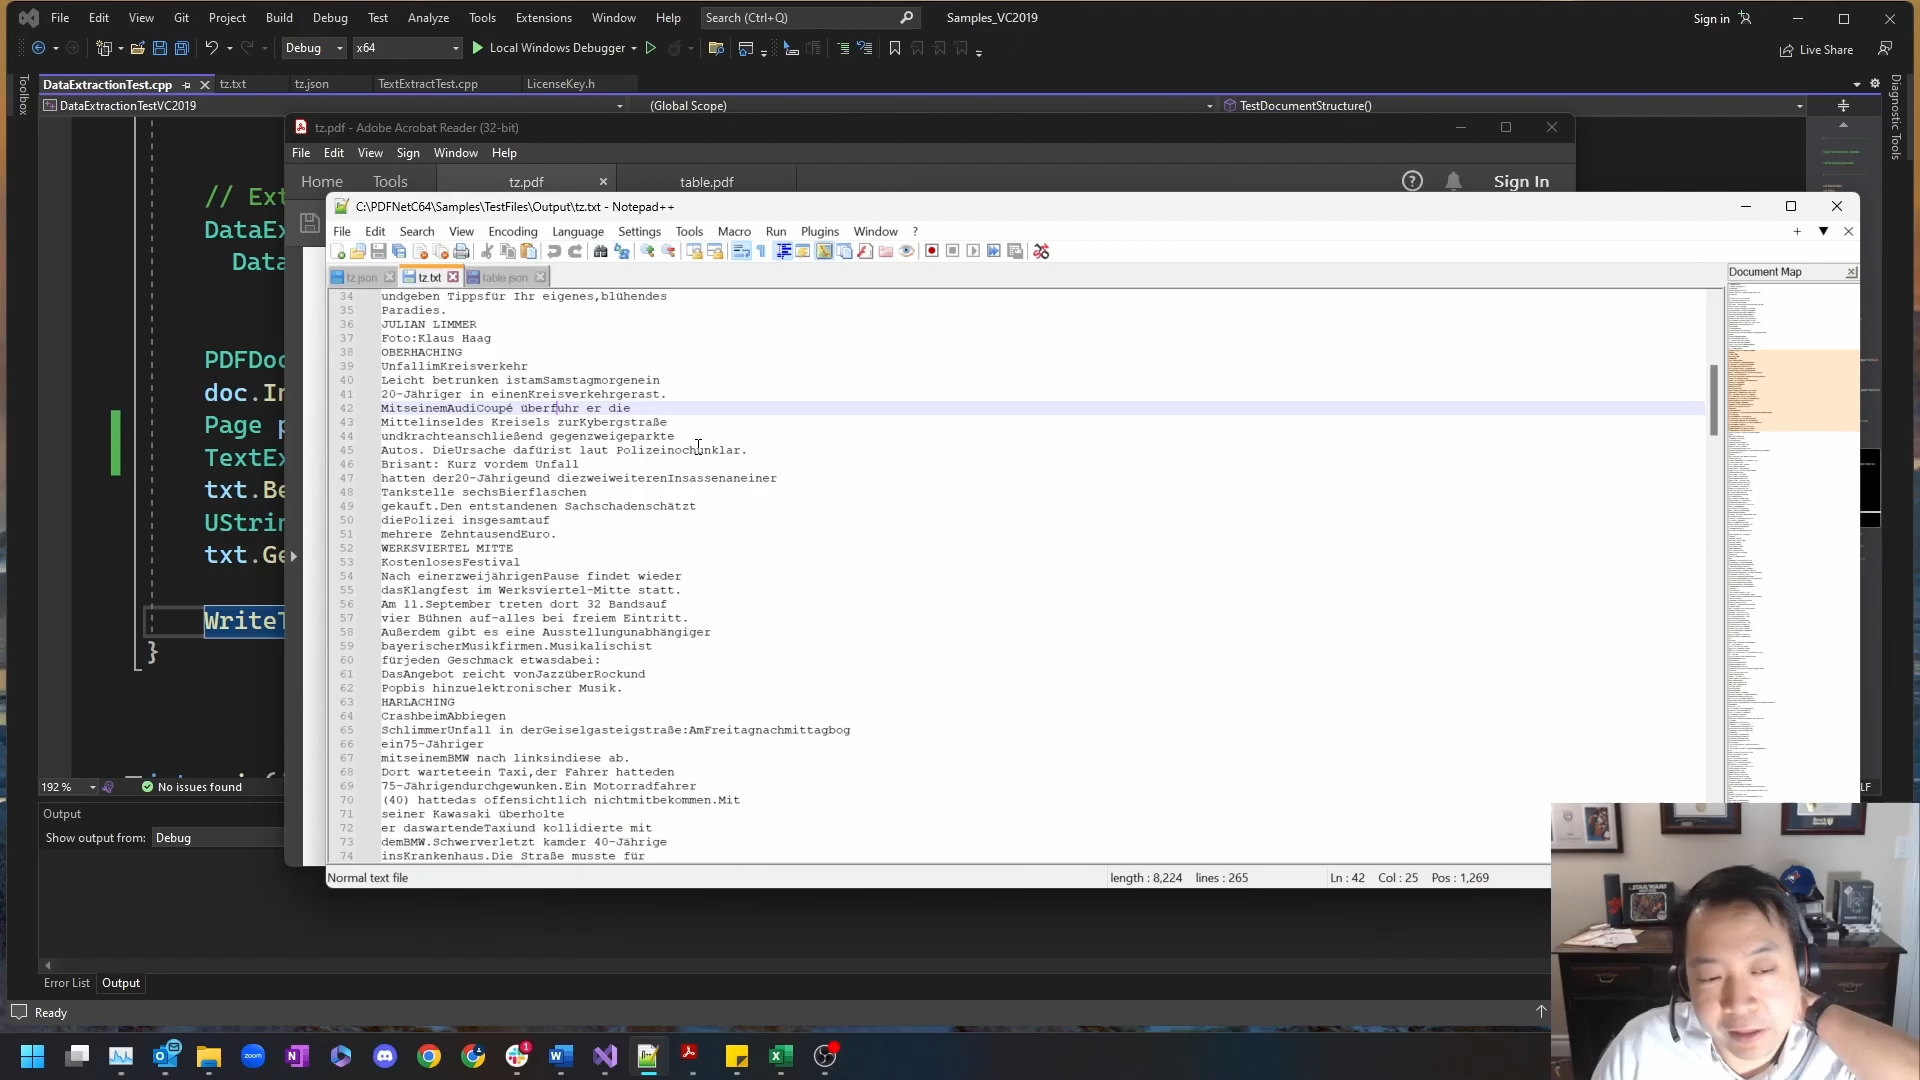 File Edit View Git Project Build Debug Test Analyze Tools Extensions Window Help Search (Ctrl+Q) Samples_VC2019 Sign in
Debug x64 Local Windows Debugger Live Share
Toolbox
DataExtractionTest.cpp tz.txt tz.json TextExtractTest.cpp LicenseKey.h
DataExtractionTestVC2019 (Global Scope) TestDocumentStructure()
Diagnostic Tools
// Ext
DataEx
Data
PDFDoc
doc.In
Page p
TextEx
txt.Be
UStrin
txt.Ge
WriteT
}
tz.pdf - Adobe Acrobat Reader (32-bit)
File Edit View Sign Window Help
Home Tools tz.pdf table.pdf Sign In
C:\PDFNetC64\Samples\TestFiles\Output\tz.txt - Notepad++
File Edit Search View Encoding Language Settings Tools Macro Run Plugins Window ?
tz.json tz.txt table.json
Document Map
34 undgeben Tippsfür Ihr eigenes,blühendes
35 Paradies.
36 JULIAN LIMMER
37 Foto:Klaus Haag
38 OBERHACHING
39 UnfallimKreisverkehr
40 Leicht betrunken istamSamstagmorgenein
41 20-Jähriger in einenKreisverkehrgerast.
42 MitseinemAudiCoupé überfuhr er die
43 Mittelinseldes Kreisels zurKybergstraße
44 undkrachteanschließend gegenzweigeparkte
45 Autos. DieUrsache dafürist laut Polizeinochunklar.
46 Brisant: Kurz vordem Unfall
47 hatten der20-Jährigeund diezweiweiterenInsassenaneiner
48 Tankstelle sechsBierflaschen
49 gekauft.Den entstandenen Sachschadenschätzt
50 diePolizei insgesamtauf
51 mehrere ZehntausendEuro.
52 WERKSVIERTEL MITTE
53 KostenlosesFestival
54 Nach einerzweijährigenPause findet wieder
55 dasKlangfest im Werksviertel-Mitte statt.
56 Am 11.September treten dort 32 Bandsauf
57 vier Bühnen auf-alles bei freiem Eintritt.
58 Außerdem gibt es eine Ausstellungunabhängiger
59 bayerischerMusikfirmen.Musikalischist
60 fürjeden Geschmack etwasdabei:
61 DasAngebot reicht vonJazzüberRockund
62 Popbis hinzuelektronischer Musik.
63 HARLACHING
64 CrashbeimAbbiegen
65 SchlimmerUnfall in derGeiselgasteigstraße:AmFreitagnachmittagbog
66 ein75-Jähriger
67 mitseinemBMW nach linksindiese ab.
68 Dort warteteein Taxi,der Fahrer hatteden
69 75-Jährigendurchgewunken.Ein Motorradfahrer
70 (40) hattedas offensichtlich nichtmitbekommen.Mit
71 seiner Kawasaki überholte
72 er daswartendeTaxiund kollidierte mit
73 demBMW.Schwerverletzt kamder 40-Jährige
74 insKrankenhaus.Die Straße musste für
Normal text file length : 8,224 lines : 265 Ln : 42 Col : 25 Pos : 1,269
192 % No issues found LF
Output
Show output from: Debug
Error List Output
Ready
zoom
STAR WARS